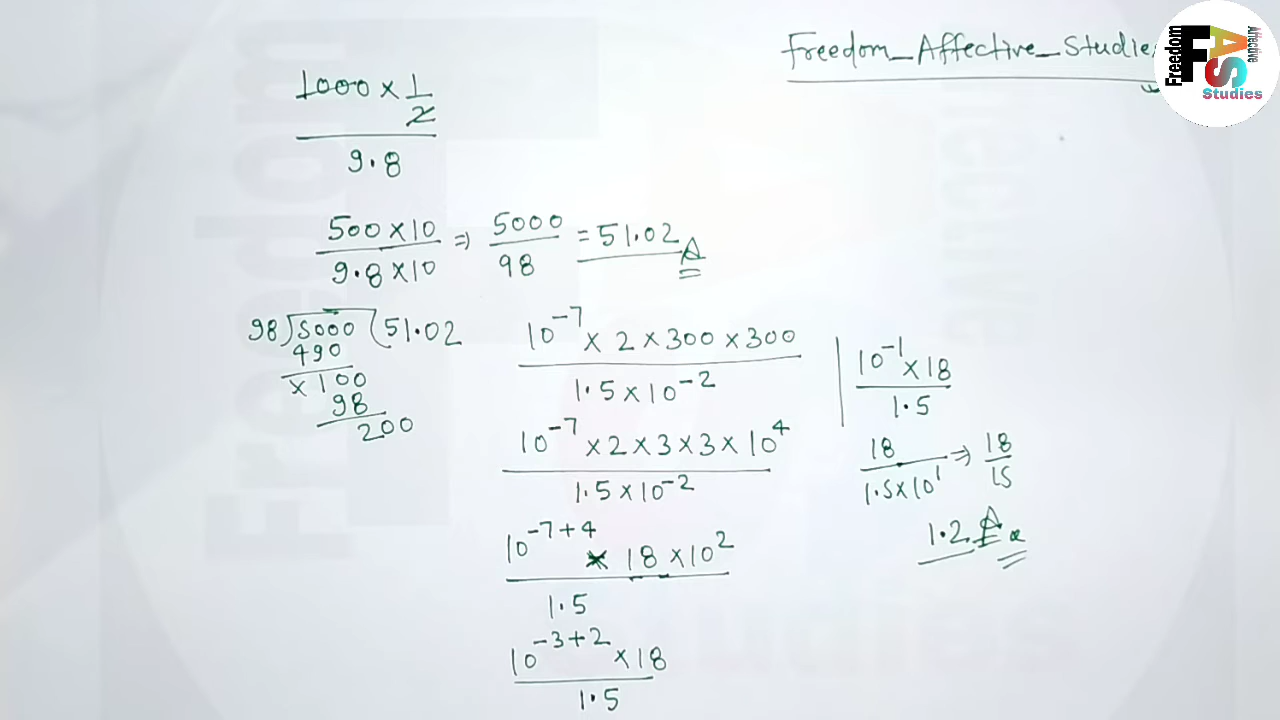 Freedom_Affective_Studies
Freedom
FAS
Affective
Studies
1000 × 1/2
9.8
500 × 10 ⇒ 5000 = 51.02 A
9.8 × 10 98
98)5000(51.02
490
×100
98
200
10^-7 × 2 × 300 × 300
1.5 × 10^-2
10^-7 × 2 × 3 × 3 × 10^4
1.5 × 10^-2
10^-7+4 × 18 × 10^2
1.5
10^-3+2 × 18
1.5
10^-1 × 18
1.5
18 ⇒ 18
1.5×10^1 15
1.2 A